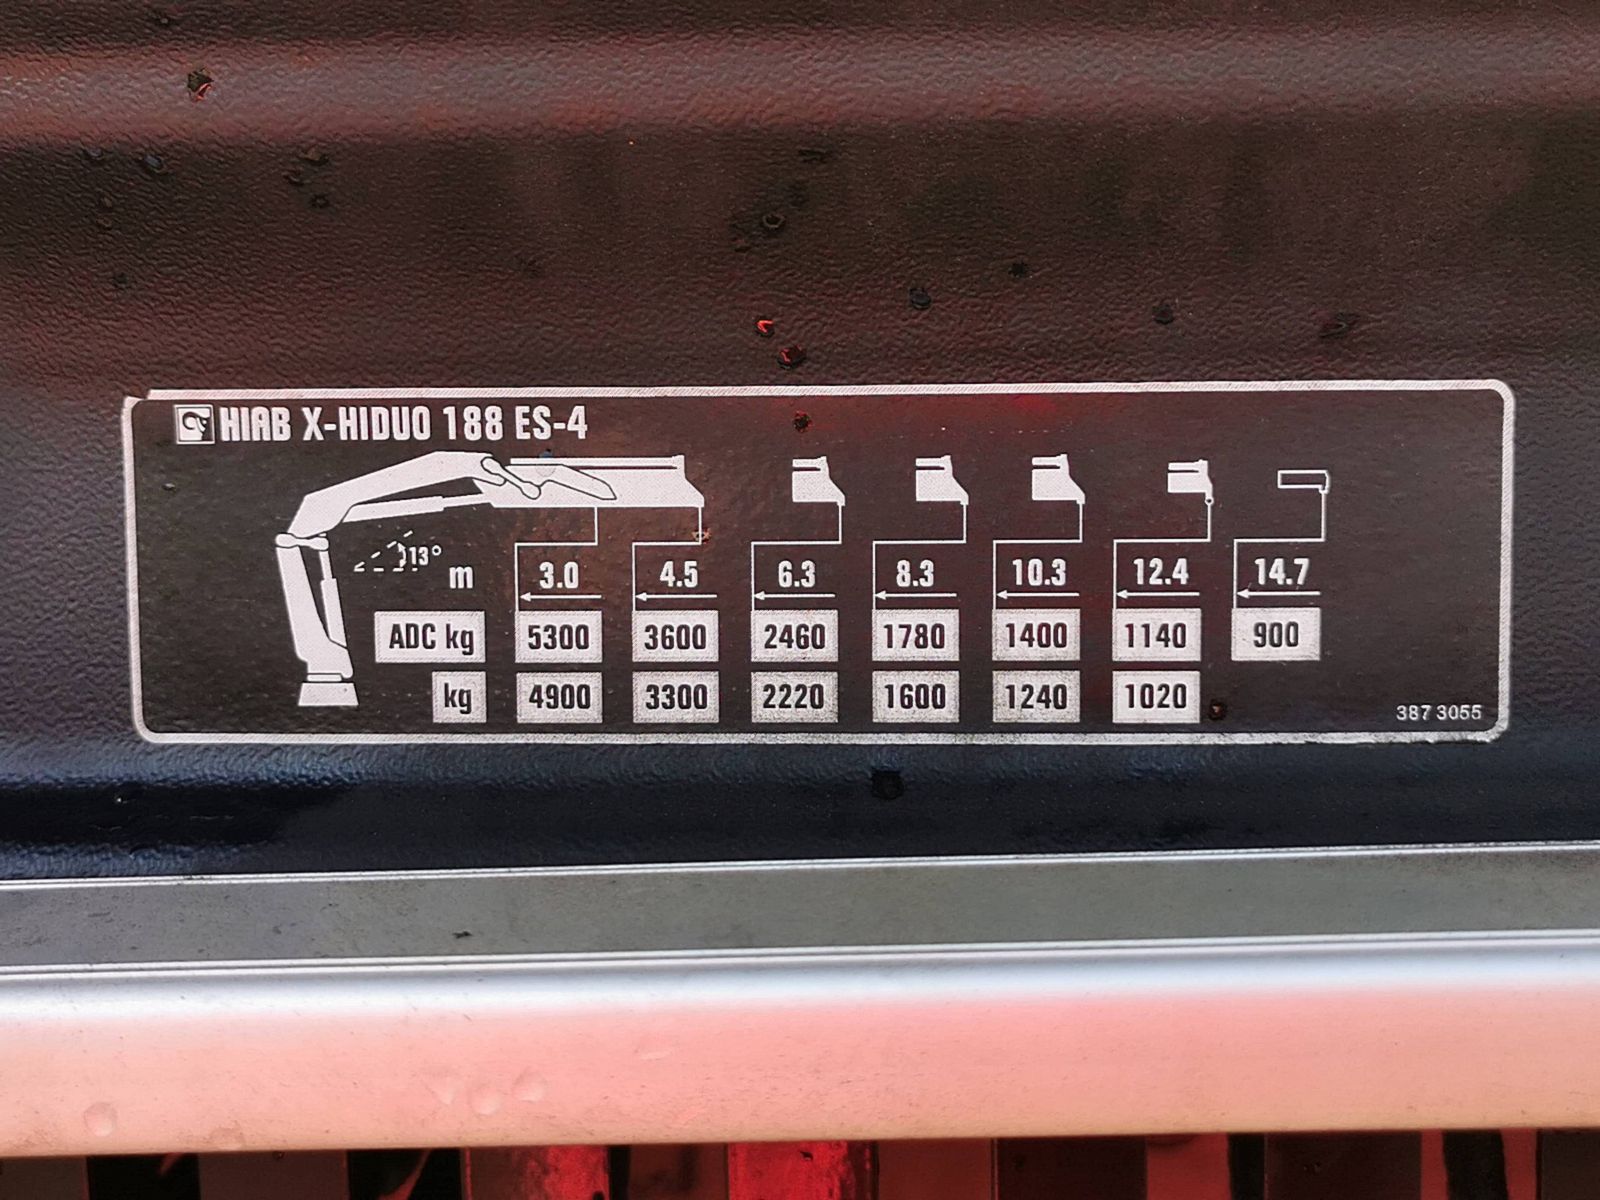 HIAB X-HIDUO 188 ES-4
13°
m 3.0 4.5 6.3 8.3 10.3 12.4 14.7
ADC kg 5300 3600 2460 1780 1400 1140 900
kg 4900 3300 2220 1600 1240 1020
387 3055